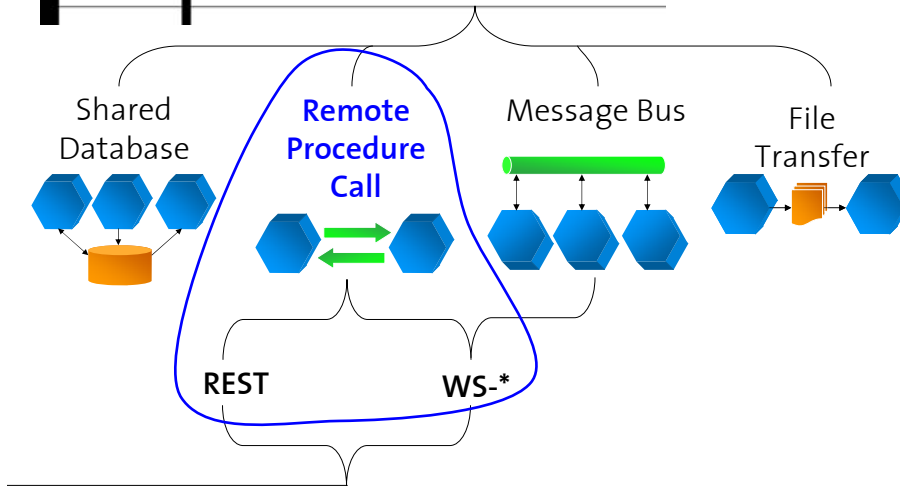 Shared
Database
Remote
Procedure
Call
Message Bus
File
Transfer
REST
WS-*